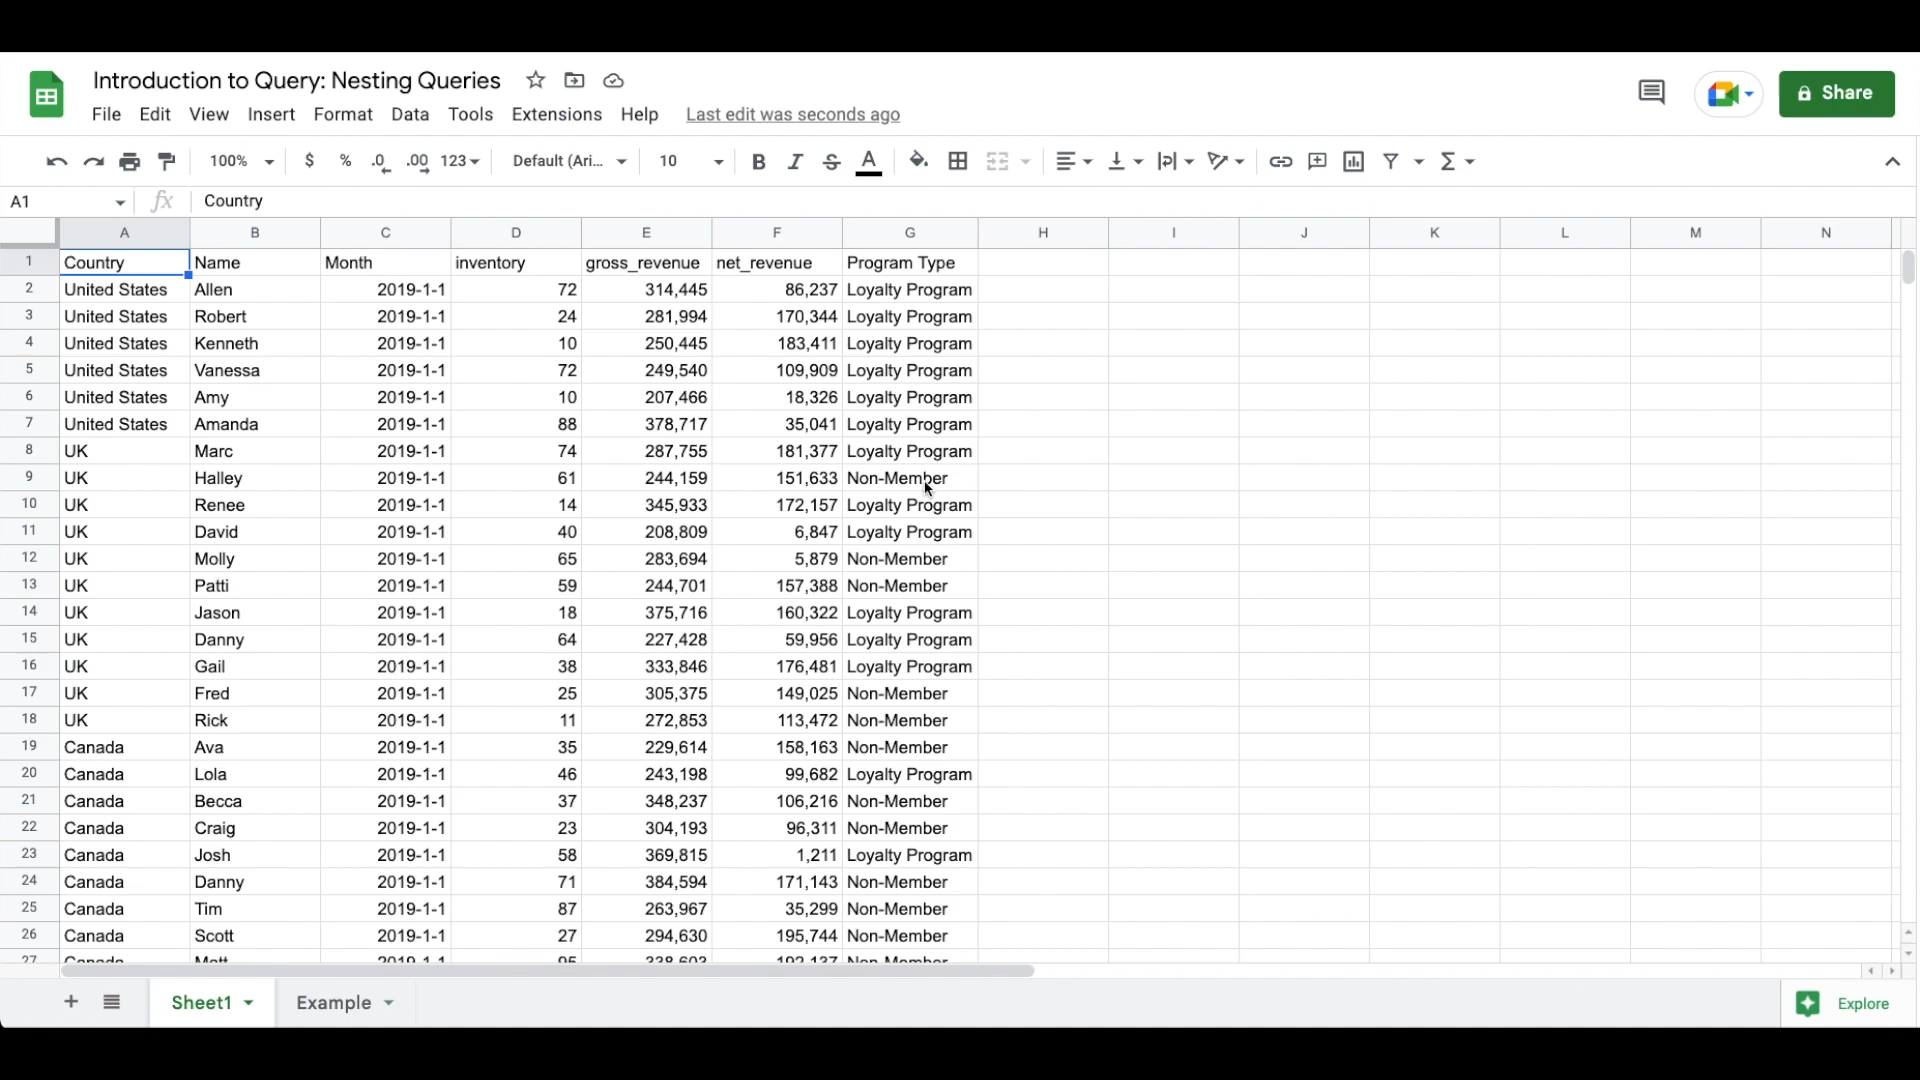 Introduction to Query: Nesting Queries
File Edit View Insert Format Data Tools Extensions Help Last edit was seconds ago
Share
100% $ % .0 .00 123 Default (Ari... 10 B I S A Σ
A1 fx Country
A B C D E F G H I J K L M N
1 Country Name Month inventory gross_revenue net_revenue Program Type
2 United States Allen 2019-1-1 72 314,445 86,237 Loyalty Program
3 United States Robert 2019-1-1 24 281,994 170,344 Loyalty Program
4 United States Kenneth 2019-1-1 10 250,445 183,411 Loyalty Program
5 United States Vanessa 2019-1-1 72 249,540 109,909 Loyalty Program
6 United States Amy 2019-1-1 10 207,466 18,326 Loyalty Program
7 United States Amanda 2019-1-1 88 378,717 35,041 Loyalty Program
8 UK Marc 2019-1-1 74 287,755 181,377 Loyalty Program
9 UK Halley 2019-1-1 61 244,159 151,633 Non-Member
10 UK Renee 2019-1-1 14 345,933 172,157 Loyalty Program
11 UK David 2019-1-1 40 208,809 6,847 Loyalty Program
12 UK Molly 2019-1-1 65 283,694 5,879 Non-Member
13 UK Patti 2019-1-1 59 244,701 157,388 Non-Member
14 UK Jason 2019-1-1 18 375,716 160,322 Loyalty Program
15 UK Danny 2019-1-1 64 227,428 59,956 Loyalty Program
16 UK Gail 2019-1-1 38 333,846 176,481 Loyalty Program
17 UK Fred 2019-1-1 25 305,375 149,025 Non-Member
18 UK Rick 2019-1-1 11 272,853 113,472 Non-Member
19 Canada Ava 2019-1-1 35 229,614 158,163 Non-Member
20 Canada Lola 2019-1-1 46 243,198 99,682 Loyalty Program
21 Canada Becca 2019-1-1 37 348,237 106,216 Non-Member
22 Canada Craig 2019-1-1 23 304,193 96,311 Non-Member
23 Canada Josh 2019-1-1 58 369,815 1,211 Loyalty Program
24 Canada Danny 2019-1-1 71 384,594 171,143 Non-Member
25 Canada Tim 2019-1-1 87 263,967 35,299 Non-Member
26 Canada Scott 2019-1-1 27 294,630 195,744 Non-Member
27 Canada Matt 2019-1-1 Non-Member
Sheet1 Example Explore